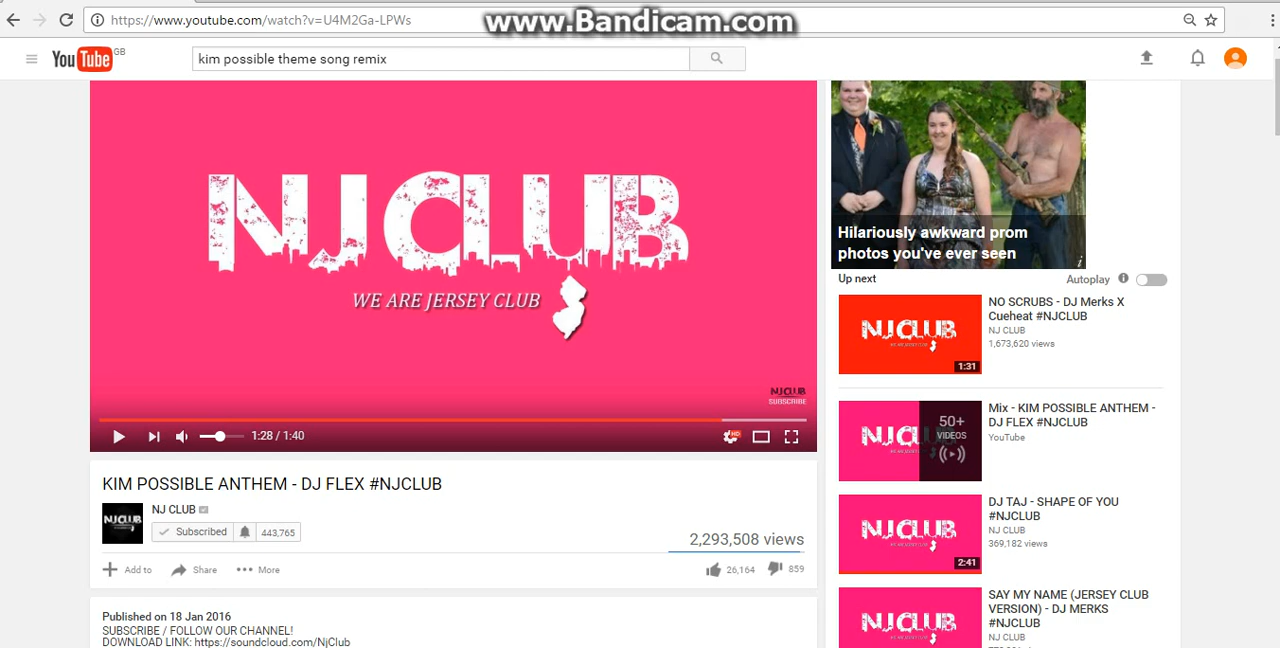 https://www.youtube.com/watch?v=U4M2Ga-LPWs
www.Bandicam.com
YouTube GB
kim possible theme song remix
NJCLUB
WE ARE JERSEY CLUB
NJCLUB
SUBSCRIBE
1:28 / 1:40
HD
KIM POSSIBLE ANTHEM - DJ FLEX #NJCLUB
NJCLUB
NJ CLUB
Subscribed
443,765
2,293,508 views
Add to
Share
More
26,164
859
Published on 18 Jan 2016
SUBSCRIBE / FOLLOW OUR CHANNEL!
DOWNLOAD LINK: https://soundcloud.com/NjClub
Hilariously awkward prom
photos you've ever seen
i
Up next
Autoplay
NJCLUB
1:31
NO SCRUBS - DJ Merks X
Cueheat #NJCLUB
NJ CLUB
1,673,620 views
50+
VIDEOS
Mix - KIM POSSIBLE ANTHEM -
DJ FLEX #NJCLUB
YouTube
NJCLUB
2:41
DJ TAJ - SHAPE OF YOU
#NJCLUB
NJ CLUB
369,182 views
NJCLUB
SAY MY NAME (JERSEY CLUB
VERSION) - DJ MERKS
#NJCLUB
NJ CLUB